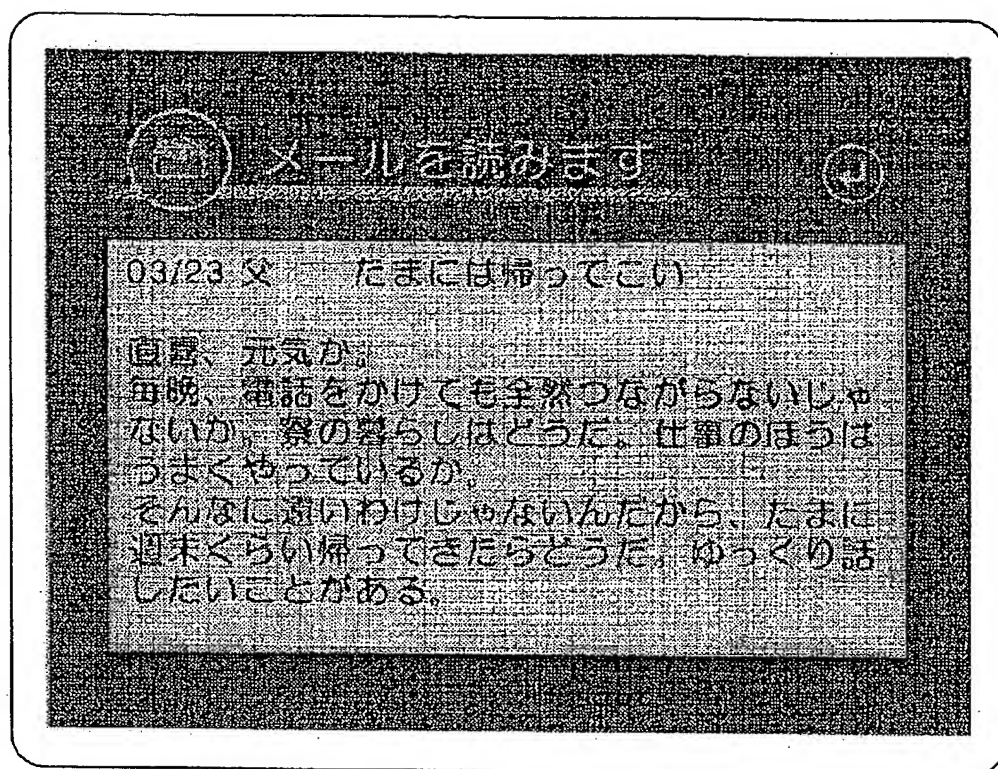 メールを読みます
03/23 父 たまには帰ってこい
元気か。
毎晩、電話をかけても全然つながらないじゃ
ないか。寮の暮らしはどうだ。仕事のほうは
うまくやっているか。
そんなに遠いわけじゃないんだから、たまに
週末くらい帰ってきたらどうだ。ゆっくり話
したいことがある。